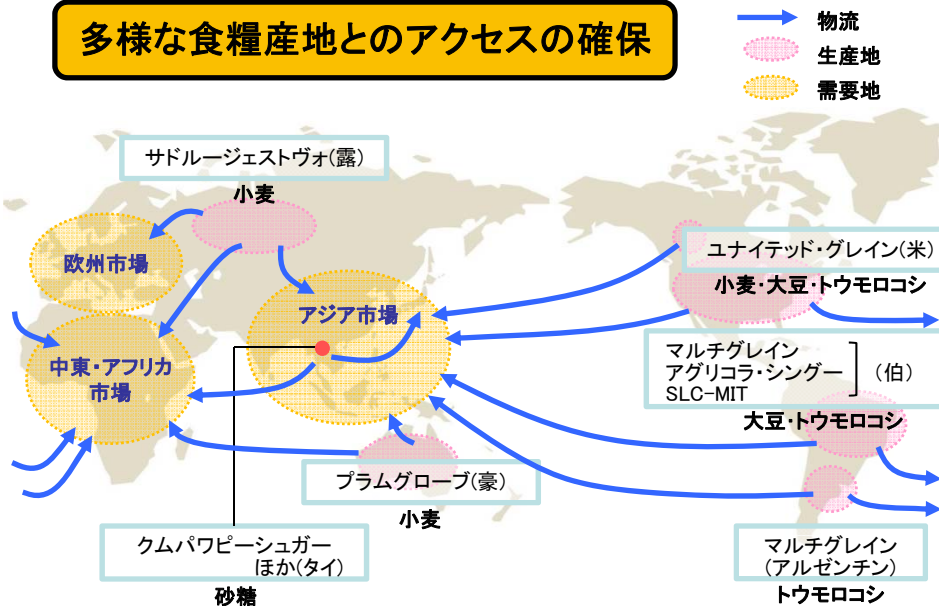 多様な食糧産地とのアクセスの確保
物流
生産地
需要地
サドルージェストヴォ(露)
小麦
欧州市場
アジア市場
中東・アフリカ
市場
ユナイテッド・グレイン(米)
小麦・大豆・トウモロコシ
マルチグレイン
アグリコラ・シングー
SLC-MIT
(伯)
大豆・トウモロコシ
プラムグローブ(豪)
小麦
クムパワピーシュガー
ほか(タイ)
砂糖
マルチグレイン
(アルゼンチン)
トウモロコシ